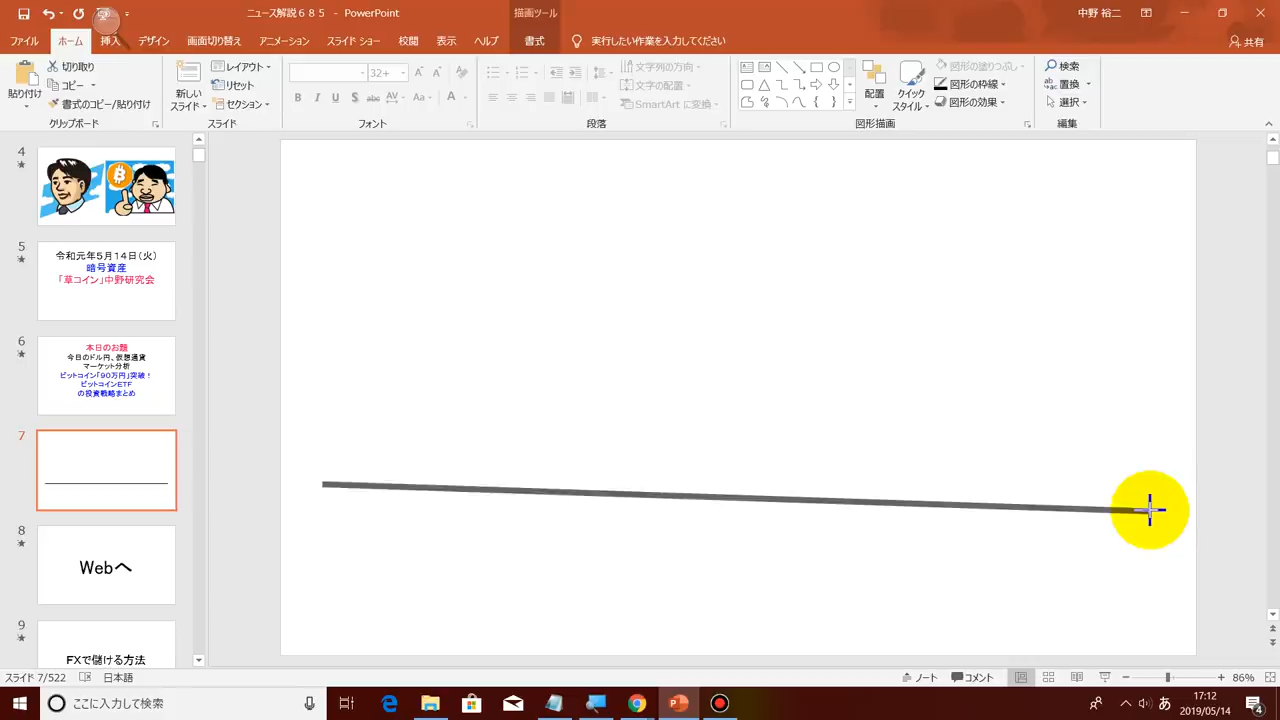 ニュース解説６８５ - PowerPoint
描画ツール
中野 裕二
ファイル
ホーム
挿入
デザイン
画面切り替え
アニメーション
スライド ショー
校閲
表示
ヘルプ
書式
実行したい作業を入力してください
共有
貼り付け
切り取り
コピー
書式のコピー/貼り付け
クリップボード
新しい
スライド
レイアウト
リセット
セクション
スライド
32+
B I U S abc AV Aa A
フォント
文字列の方向
文字の配置
SmartArt に変換
段落
配置
クイック
スタイル
図形の塗りつぶし
図形の枠線
図形の効果
図形描画
検索
置換
選択
編集
4
5
令和元年５月１４日（火）
暗号資産
「草コイン」中野研究会
6
本日のお題
今日のドル円、仮想通貨
マーケット分析
ビットコイン「９０万円」突破！
ビットコインETF
の投資戦略まとめ
7
8
Webへ
9
FXで儲ける方法
スライド 7/522
日本語
ノート
コメント
86%
ここに入力して検索
あ
17:12
2019/05/14
4